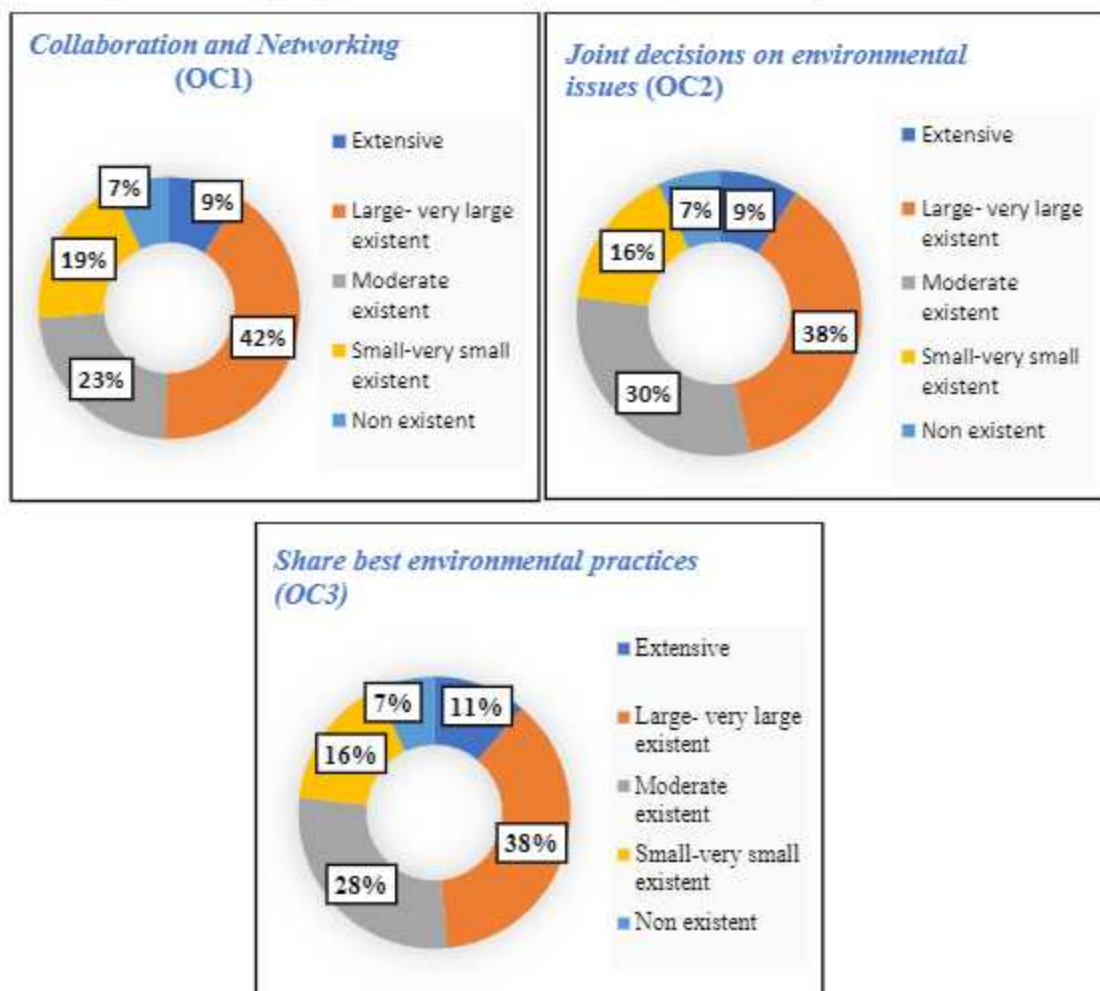 Collaboration and Networking
(OC1)
Extensive
Large- very large
existent
Moderate
existent
Small-very small
existent
Non existent
7%
9%
19%
42%
23%
Joint decisions on environmental
issues (OC2)
Extensive
Large- very large
existent
Moderate
existent
Small-very small
existent
Non existent
7%
9%
16%
38%
30%
Share best environmental practices
(OC3)
Extensive
Large- very large
existent
Moderate
existent
Small-very small
existent
Non existent
7%
11%
16%
38%
28%